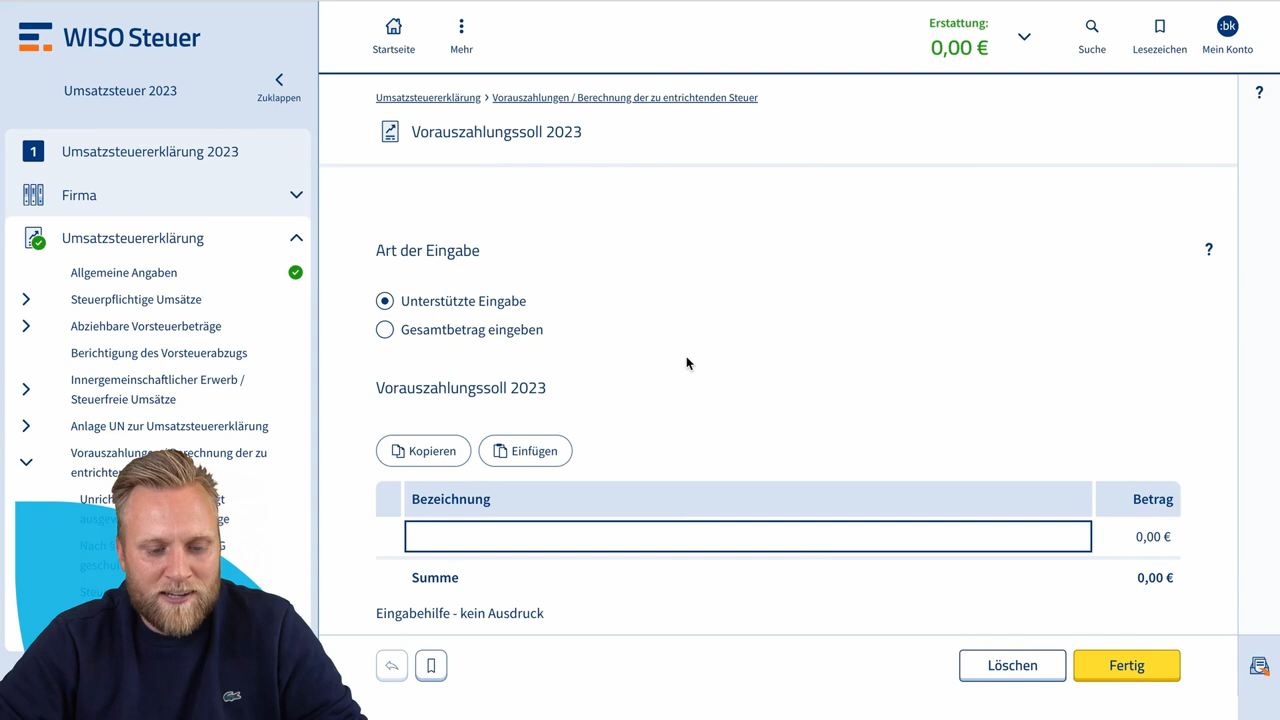 WISO Steuer
Startseite
Mehr
Erstattung:
0,00 €
Suche
:bk
Lesezeichen
Mein Konto
Umsatzsteuer 2023
Zuklappen
1 Umsatzsteuererklärung 2023
Firma
Umsatzsteuererklärung
Allgemeine Angaben
Steuerpflichtige Umsätze
Abziehbare Vorsteuerbeträge
Berichtigung des Vorsteuerabzugs
Innergemeinschaftlicher Erwerb /
Steuerfreie Umsätze
Anlage UN zur Umsatzsteuererklärung
der zu
Umsatzsteuererklärung › Vorauszahlungen / Berechnung der zu entrichtenden Steuer
?
Vorauszahlungssoll 2023
Art der Eingabe
?
Unterstützte Eingabe
Gesamtbetrag eingeben
Vorauszahlungssoll 2023
Kopieren
Einfügen
Bezeichnung
Betrag
0,00 €
Summe
0,00 €
Eingabehilfe - kein Ausdruck
Löschen
Fertig